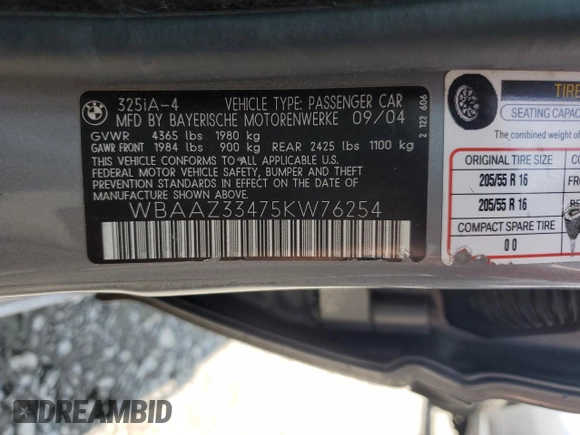 325iA-4 VEHICLE TYPE: PASSENGER CAR
MFD BY BAYERISCHE MOTORENWERKE 09/04
GVWR 4365 lbs 1980 kg
GAWR FRONT 1984 lbs 900 kg REAR 2425 lbs 1100 kg
THIS VEHICLE CONFORMS TO ALL APPLICABLE U.S.
FEDERAL MOTOR VEHICLE SAFETY, BUMPER AND THEFT
PREVENTION STANDARDS IN EFFECT ON THE DATE OF
MANUFACTURE SHOWN ABOVE.
WBAAZ33475KW76254
2 122 606
TIRE
SEATING CAPAC
The combined weight of
ORIGINAL TIRE SIZE
205/55 R 16 FRO
205/55 R 16 RE
COMPACT SPARE TIRE
0 0
DREAMBID